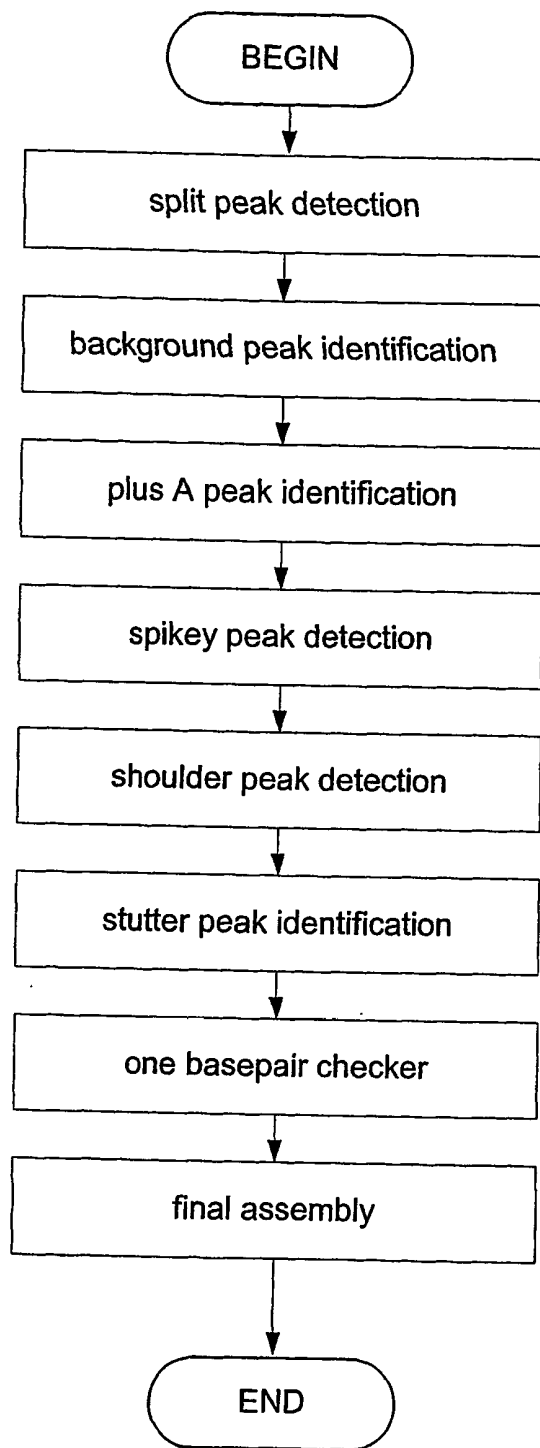 BEGIN
split peak detection
background peak identification
plus A peak identification
spikey peak detection
shoulder peak detection
stutter peak identification
one basepair checker
final assembly
END